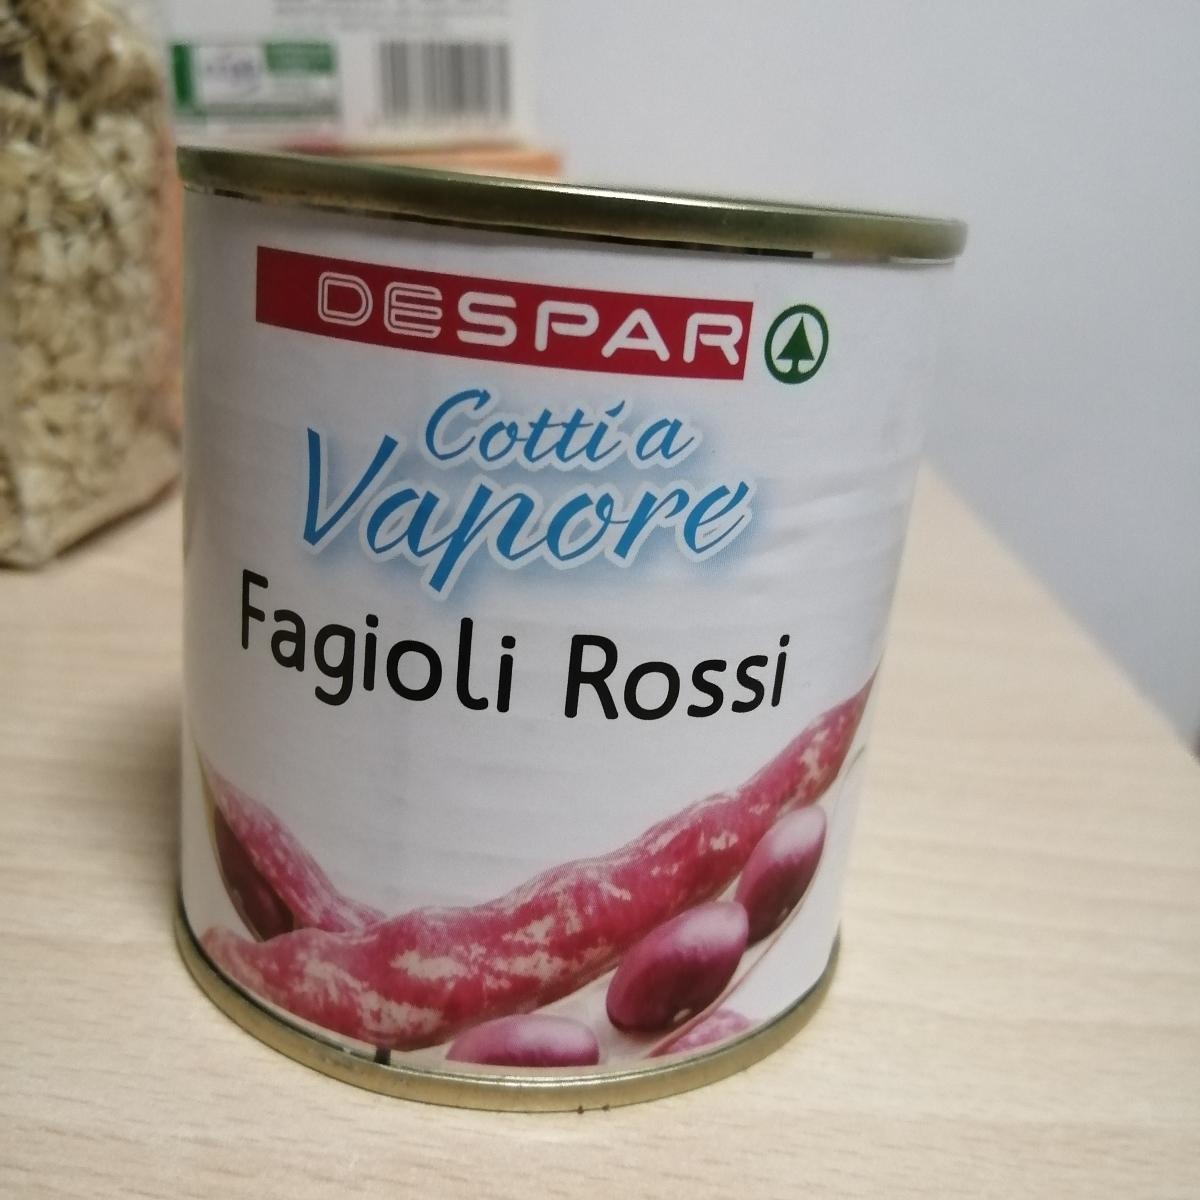 DESPAR
Cotti a
Vapore
Fagioli Rossi